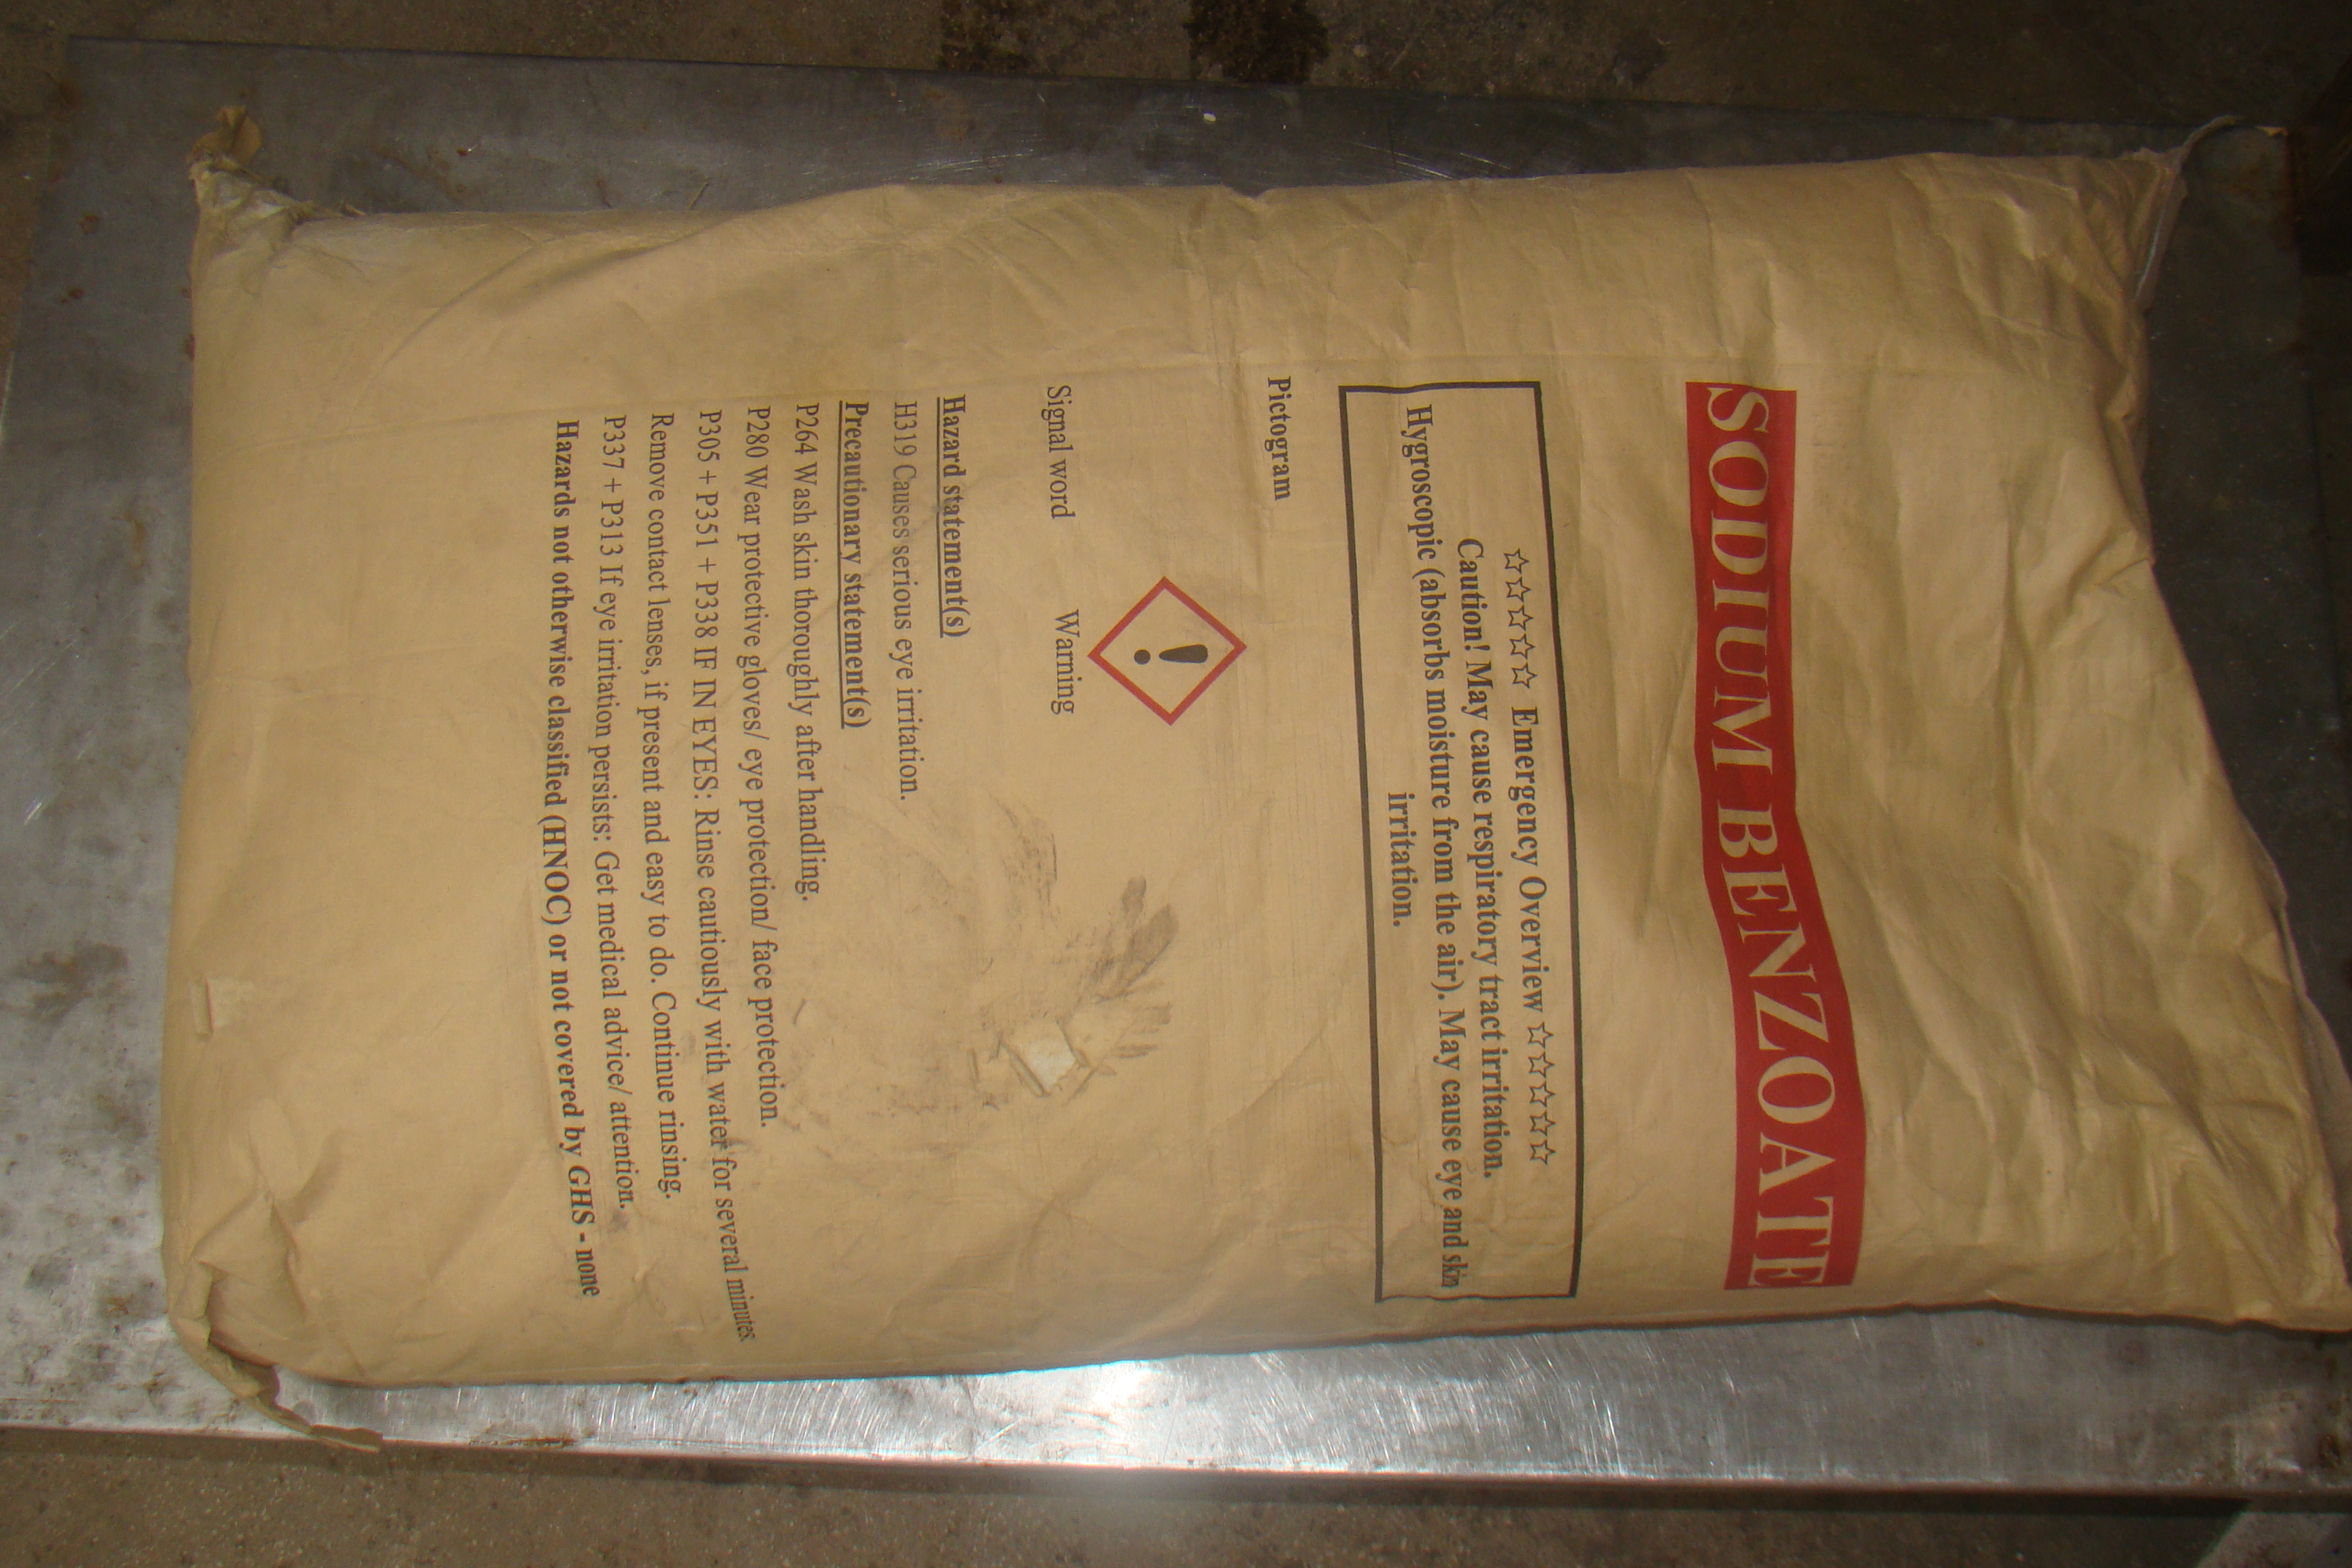 SODIUM BENZOATE
☆☆☆☆☆ Emergency Overview ☆☆☆☆☆
Caution! May cause respiratory tract irritation.
Hygroscopic (absorbs moisture from the air). May cause eye and skin
irritation.
Pictogram
!
Signal word Warning
Hazard statement(s)
H319 Causes serious eye irritation.
Precautionary statement(s)
P264 Wash skin thoroughly after handling.
P280 Wear protective gloves/ eye protection/ face protection.
P305 + P351 + P338 IF IN EYES: Rinse cautiously with water for several minutes.
Remove contact lenses, if present and easy to do. Continue rinsing.
P337 + P313 If eye irritation persists: Get medical advice/ attention.
Hazards not otherwise classified (HNOC) or not covered by GHS - none